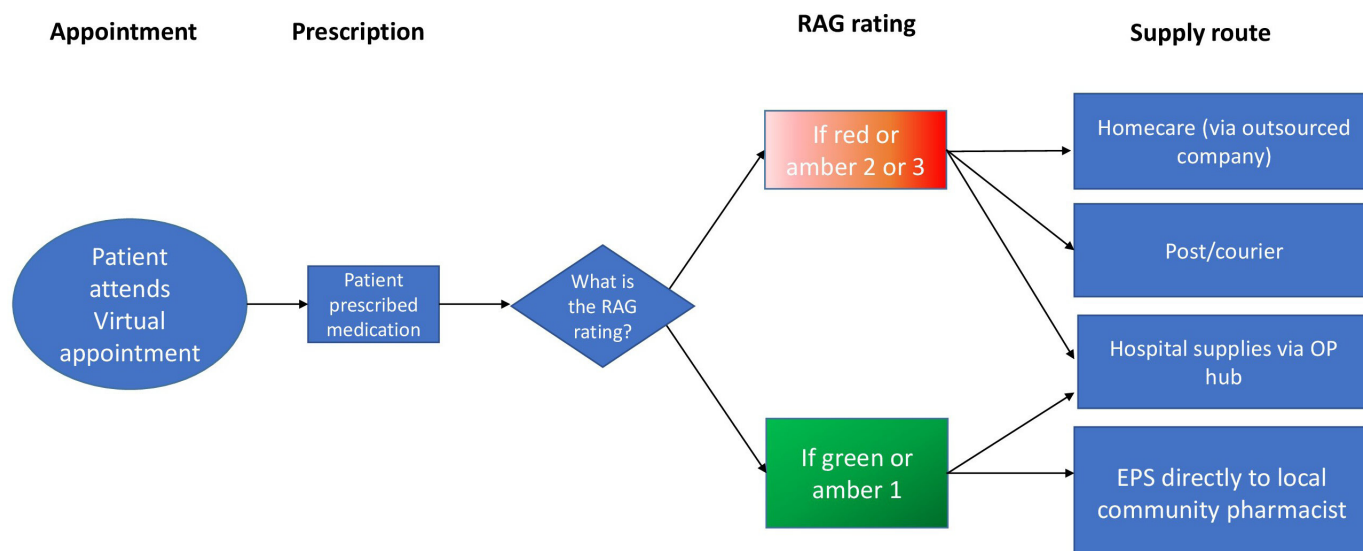 Appointment
Prescription
RAG rating
Supply route
Patient
attends
Virtual
appointment
Patient
prescribed
medication
What is
the RAG
rating?
If red or
amber 2 or 3
If green or
amber 1
Homecare (via outsourced
company)
Post/courier
Hospital supplies via OP
hub
EPS directly to local
community pharmacist